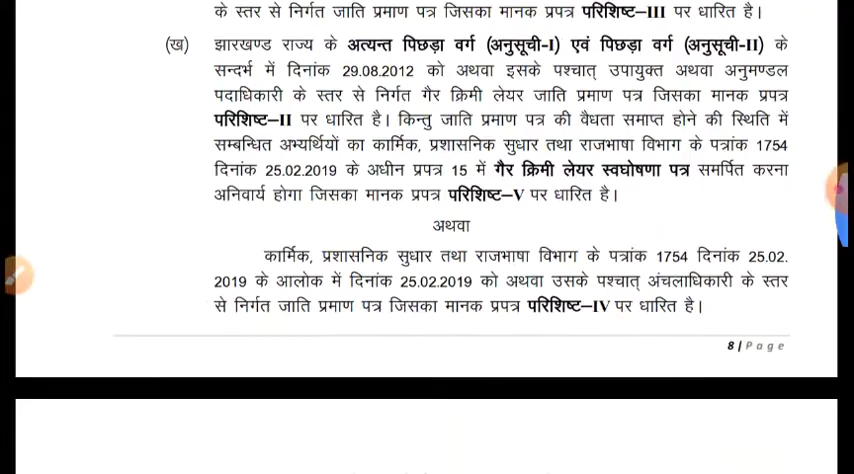 के स्तर से निर्गत जाति प्रमाण पत्र जिसका मानक प्रपत्र परिशिष्ट–III पर धारित है।
(ख) झारखण्ड राज्य के अत्यन्त पिछड़ा वर्ग (अनुसूची-I) एवं पिछड़ा वर्ग (अनुसूची-II) के
सन्दर्भ में दिनांक 29.08.2012 को अथवा इसके पश्चात् उपायुक्त अथवा अनुमण्डल
पदाधिकारी के स्तर से निर्गत गैर क्रिमी लेयर जाति प्रमाण पत्र जिसका मानक प्रपत्र
परिशिष्ट–II पर धारित है। किन्तु जाति प्रमाण पत्र की वैधता समाप्त होने की स्थिति में
सम्बन्धित अभ्यर्थियों का कार्मिक, प्रशासनिक सुधार तथा राजभाषा विभाग के पत्रांक 1754
दिनांक 25.02.2019 के अधीन प्रपत्र 15 में गैर क्रिमी लेयर स्वघोषणा पत्र समर्पित करना
अनिवार्य होगा जिसका मानक प्रपत्र परिशिष्ट–V पर धारित है।
अथवा
कार्मिक, प्रशासनिक सुधार तथा राजभाषा विभाग के पत्रांक 1754 दिनांक 25.02.
2019 के आलोक में दिनांक 25.02.2019 को अथवा उसके पश्चात् अंचलाधिकारी के स्तर
से निर्गत जाति प्रमाण पत्र जिसका मानक प्रपत्र परिशिष्ट–IV पर धारित है।
8 | Page